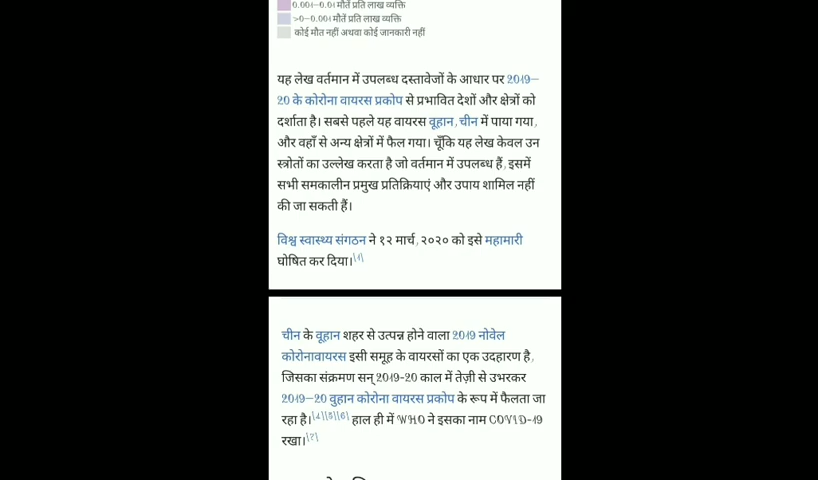 0.001–0.01 मौतें प्रति लाख व्यक्ति
>0–0.001 मौतें प्रति लाख व्यक्ति
कोई मौत नहीं अथवा कोई जानकारी नहीं
यह लेख वर्तमान में उपलब्ध दस्तावेजों के आधार पर 2019–
20 के कोरोना वायरस प्रकोप से प्रभावित देशों और क्षेत्रों को
दर्शाता है। सबसे पहले यह वायरस वूहान, चीन में पाया गया,
और वहाँ से अन्य क्षेत्रों में फैल गया। चूँकि यह लेख केवल उन
स्त्रोतों का उल्लेख करता है जो वर्तमान में उपलब्ध हैं, इसमें
सभी समकालीन प्रमुख प्रतिक्रियाएं और उपाय शामिल नहीं
की जा सकती हैं।
विश्व स्वास्थ्य संगठन ने १२ मार्च, २०२० को इसे महामारी
घोषित कर दिया।[1]
चीन के वूहान शहर से उत्पन्न होने वाला 2019 नोवेल
कोरोनावायरस इसी समूह के वायरसों का एक उदहारण है,
जिसका संक्रमण सन् 2019-20 काल में तेज़ी से उभरकर
2019–20 वुहान कोरोना वायरस प्रकोप के रूप में फैलता जा
रहा है।[4][5][6] हाल ही में WHO ने इसका नाम COVID-19
रखा।[7]